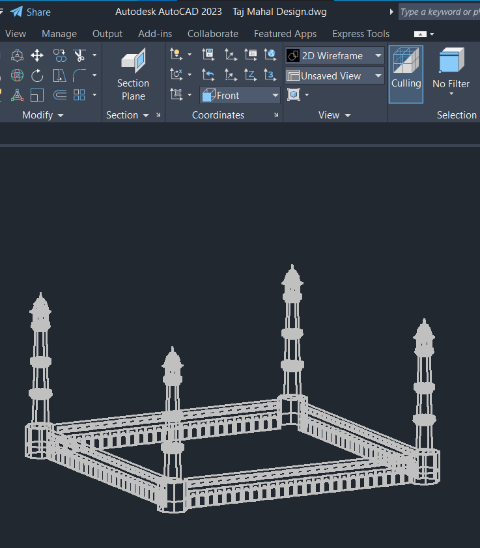 Share Autodesk AutoCAD 2023 Taj Mahal Design.dwg Type a keyword or ph
View Manage Output Add-ins Collaborate Featured Apps Express Tools
2D Wireframe
Section Plane Unsaved View Culling No Filter
Front
Modify Section Coordinates View Selection